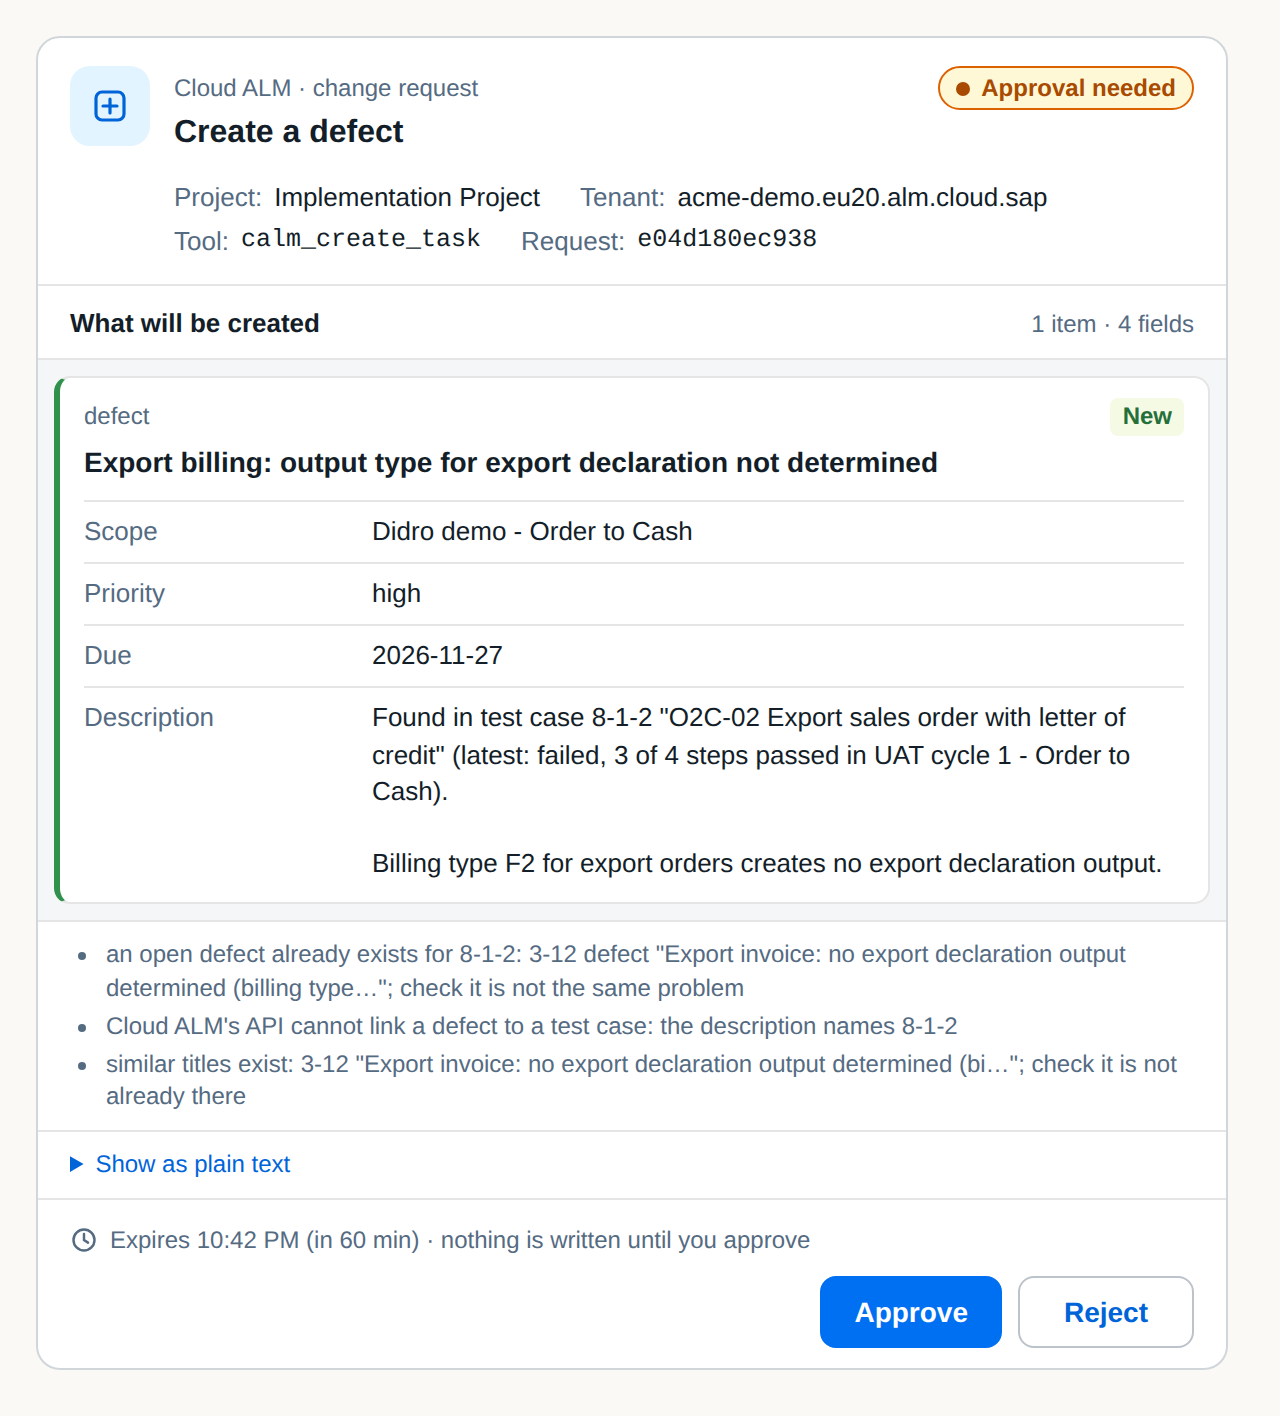 Cloud ALM · change request
Approval needed
Create a defect
Project: Implementation Project Tenant: acme-demo.eu20.alm.cloud.sap
Tool: calm_create_task Request: e04d180ec938
What will be created
1 item · 4 fields
defect
New
Export billing: output type for export declaration not determined
Scope Didro demo - Order to Cash
Priority high
Due 2026-11-27
Description Found in test case 8-1-2 "O2C-02 Export sales order with letter of
credit" (latest: failed, 3 of 4 steps passed in UAT cycle 1 - Order to
Cash).
Billing type F2 for export orders creates no export declaration output.
an open defect already exists for 8-1-2: 3-12 defect "Export invoice: no export declaration output
determined (billing type…"; check it is not the same problem
Cloud ALM's API cannot link a defect to a test case: the description names 8-1-2
similar titles exist: 3-12 "Export invoice: no export declaration output determined (bi…"; check it is not
already there
Show as plain text
Expires 10:42 PM (in 60 min) · nothing is written until you approve
Approve
Reject